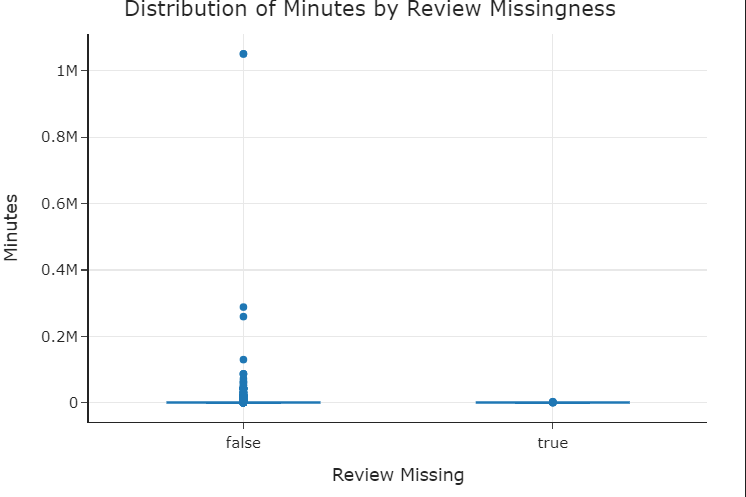 Distribution of Minutes by Review Missingness
1M
0.8M
0.6M
0.4M
0.2M
0
Minutes
false
true
Review Missing